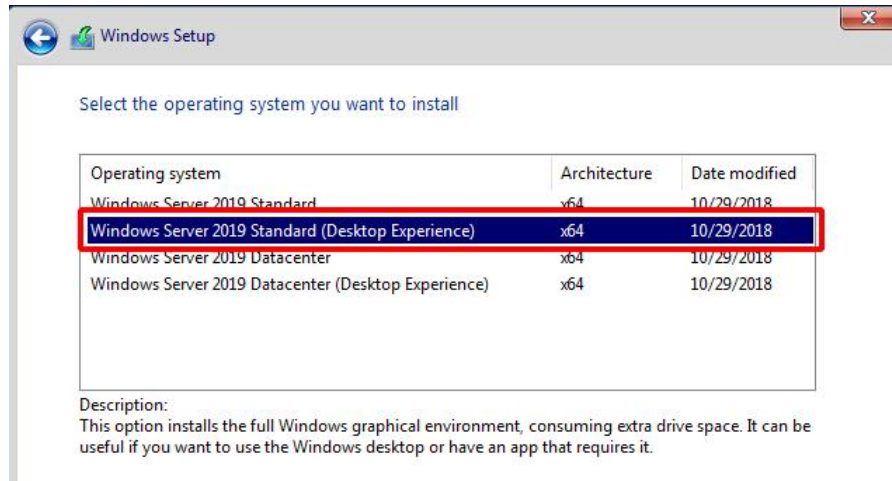 Windows Setup
Select the operating system you want to install
Operating system Architecture Date modified
Windows Server 2019 Standard x64 10/29/2018
Windows Server 2019 Standard (Desktop Experience) x64 10/29/2018
Windows Server 2019 Datacenter x64 10/29/2018
Windows Server 2019 Datacenter (Desktop Experience) x64 10/29/2018
Description:
This option installs the full Windows graphical environment, consuming extra drive space. It can be
useful if you want to use the Windows desktop or have an app that requires it.